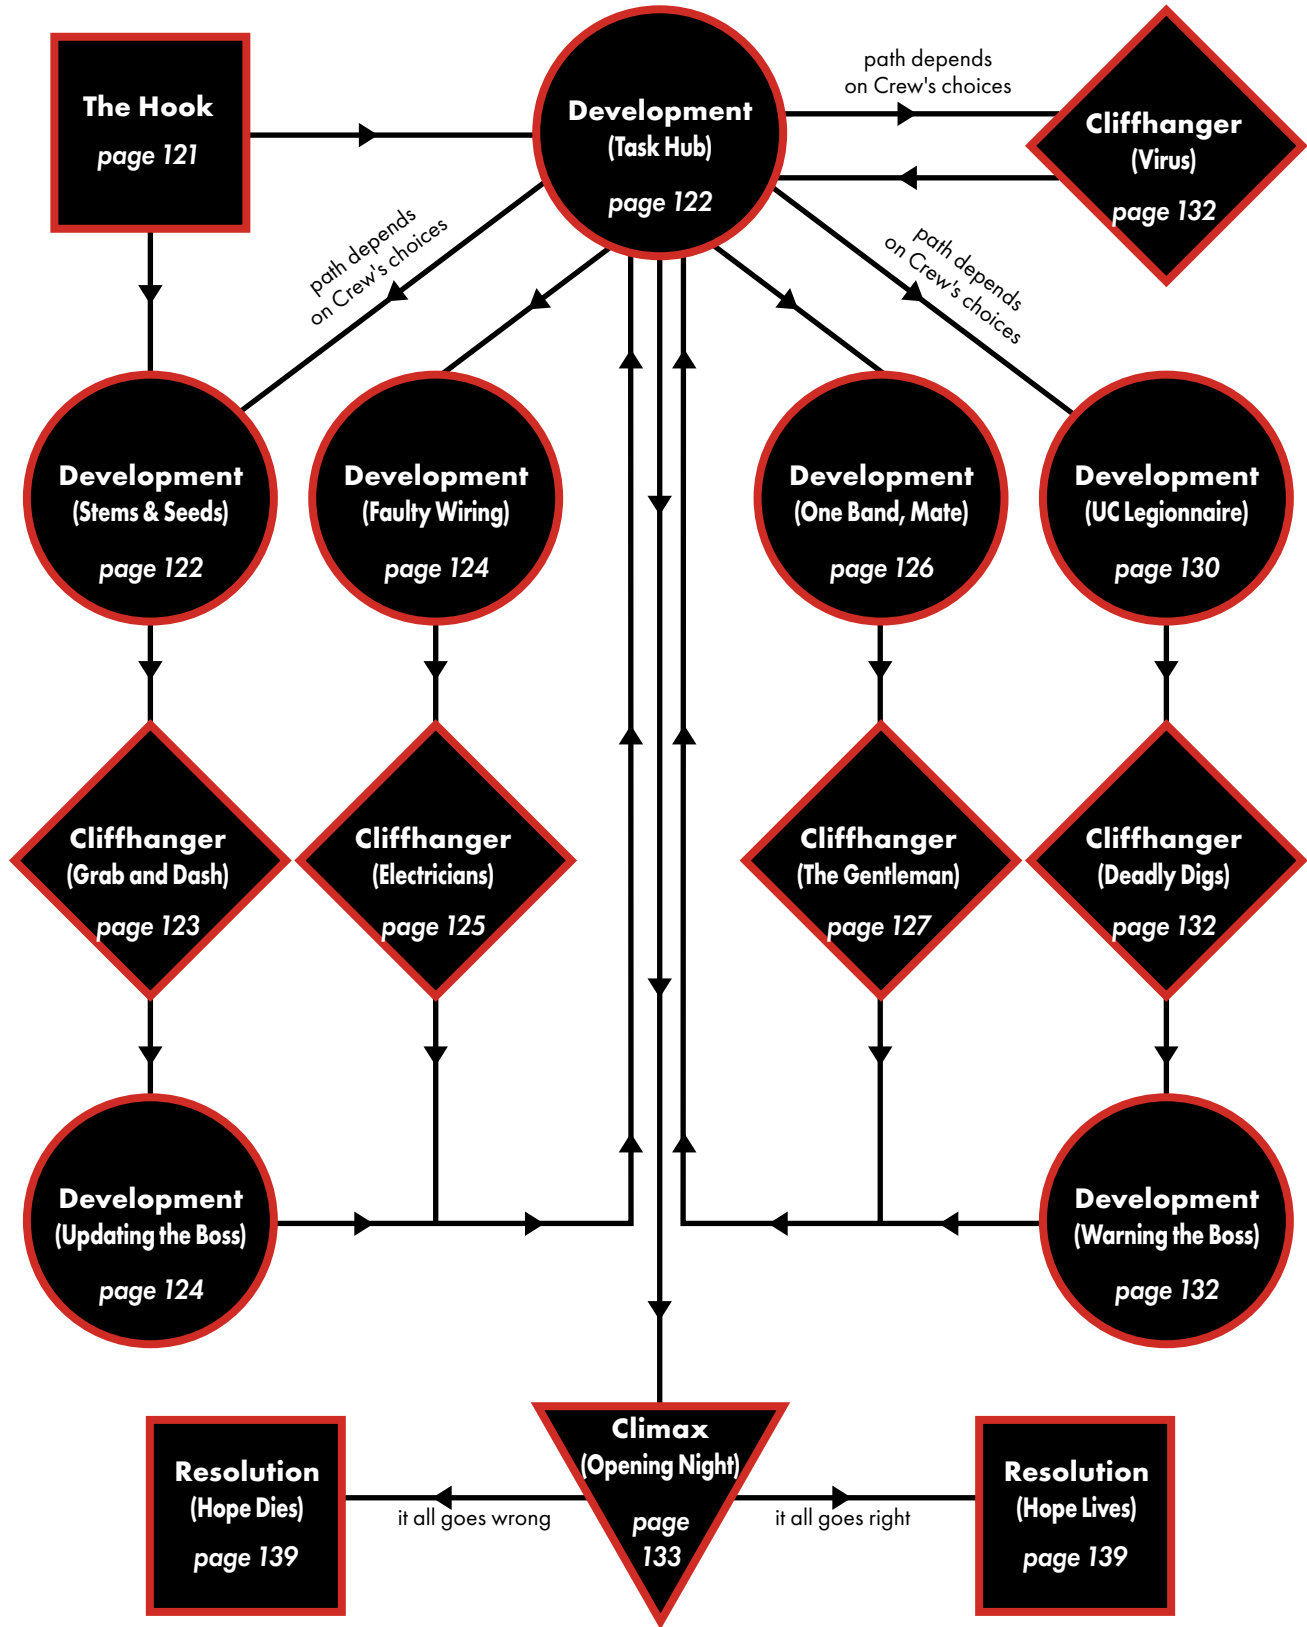 The Hook
page 121
Development
(Task Hub)
page 122
path depends
on Crew's choices
Cliffhanger
(Virus)
page 132
path depends
on Crew's choices
path depends
on Crew's choices
Development
(Stems & Seeds)
page 122
Development
(Faulty Wiring)
page 124
Development
(One Band, Mate)
page 126
Development
(UC Legionnaire)
page 130
Cliffhanger
(Grab and Dash)
page 123
Cliffhanger
(Electricians)
page 125
Cliffhanger
(The Gentleman)
page 127
Cliffhanger
(Deadly Digs)
page 132
Development
(Updating the Boss)
page 124
Development
(Warning the Boss)
page 132
Resolution
(Hope Dies)
page 139
it all goes wrong
Climax
(Opening Night)
page
133
it all goes right
Resolution
(Hope Lives)
page 139